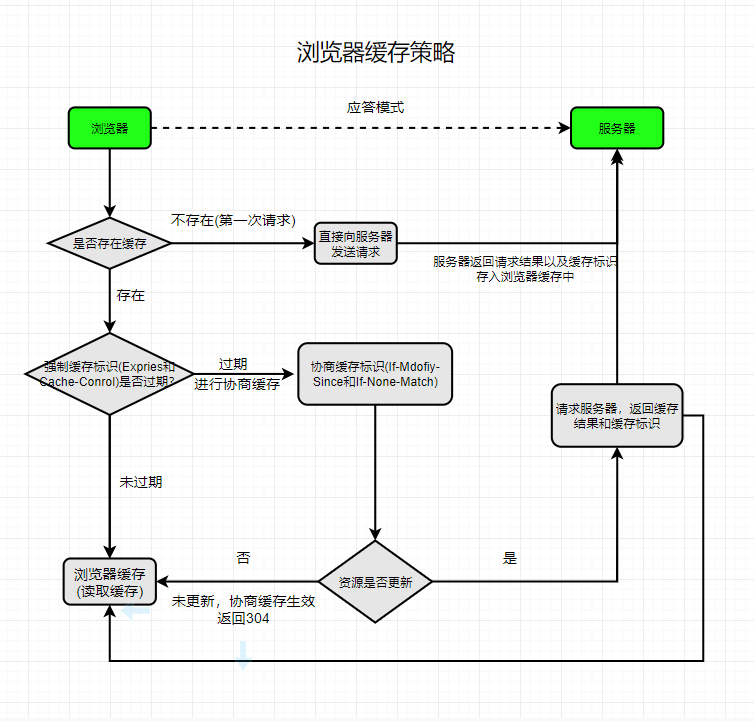 浏览器缓存策略
应答模式
浏览器
服务器
不存在(第一次请求)
是否存在缓存
直接向服务器
发送请求
服务器返回请求结果以及缓存标识
存入浏览器缓存中
存在
强制缓存标识(Expries和
Cache-Conrol)是否过期?
过期
进行协商缓存
协商缓存标识(If-Mdofiy-
Since和If-None-Match)
请求服务器，返回缓存
结果和缓存标识
未过期
否
是
浏览器缓存
(读取缓存)
资源是否更新
未更新，协商缓存生效
返回304